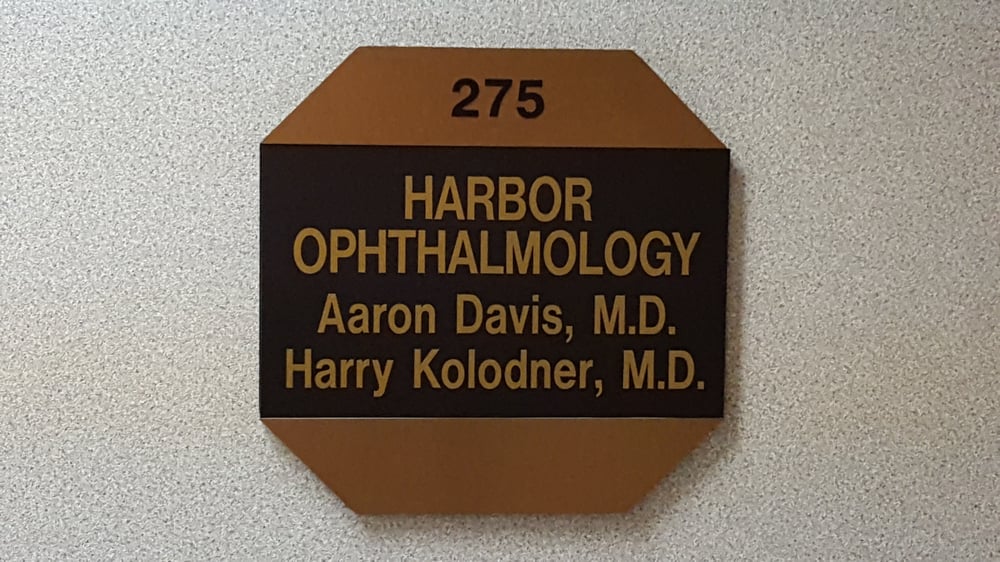 275
HARBOR
OPHTHALMOLOGY
Aaron Davis, M.D.
Harry Kolodner, M.D.